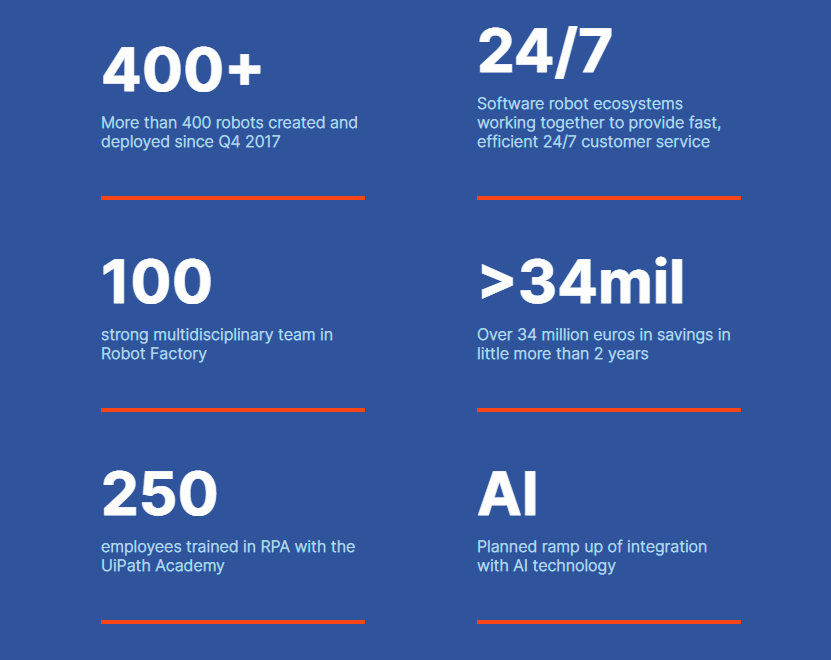 400+
More than 400 robots created and
deployed since Q4 2017
24/7
Software robot ecosystems
working together to provide fast,
efficient 24/7 customer service
100
strong multidisciplinary team in
Robot Factory
>34mil
Over 34 million euros in savings in
little more than 2 years
250
employees trained in RPA with the
UiPath Academy
AI
Planned ramp up of integration
with AI technology